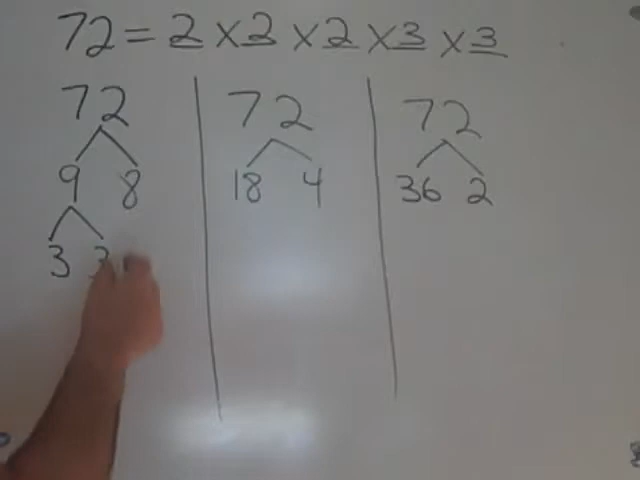 72 = 2 x 2 x 2 x 3 x 3
72 72 72
9 8 18 4 36 2
3 3